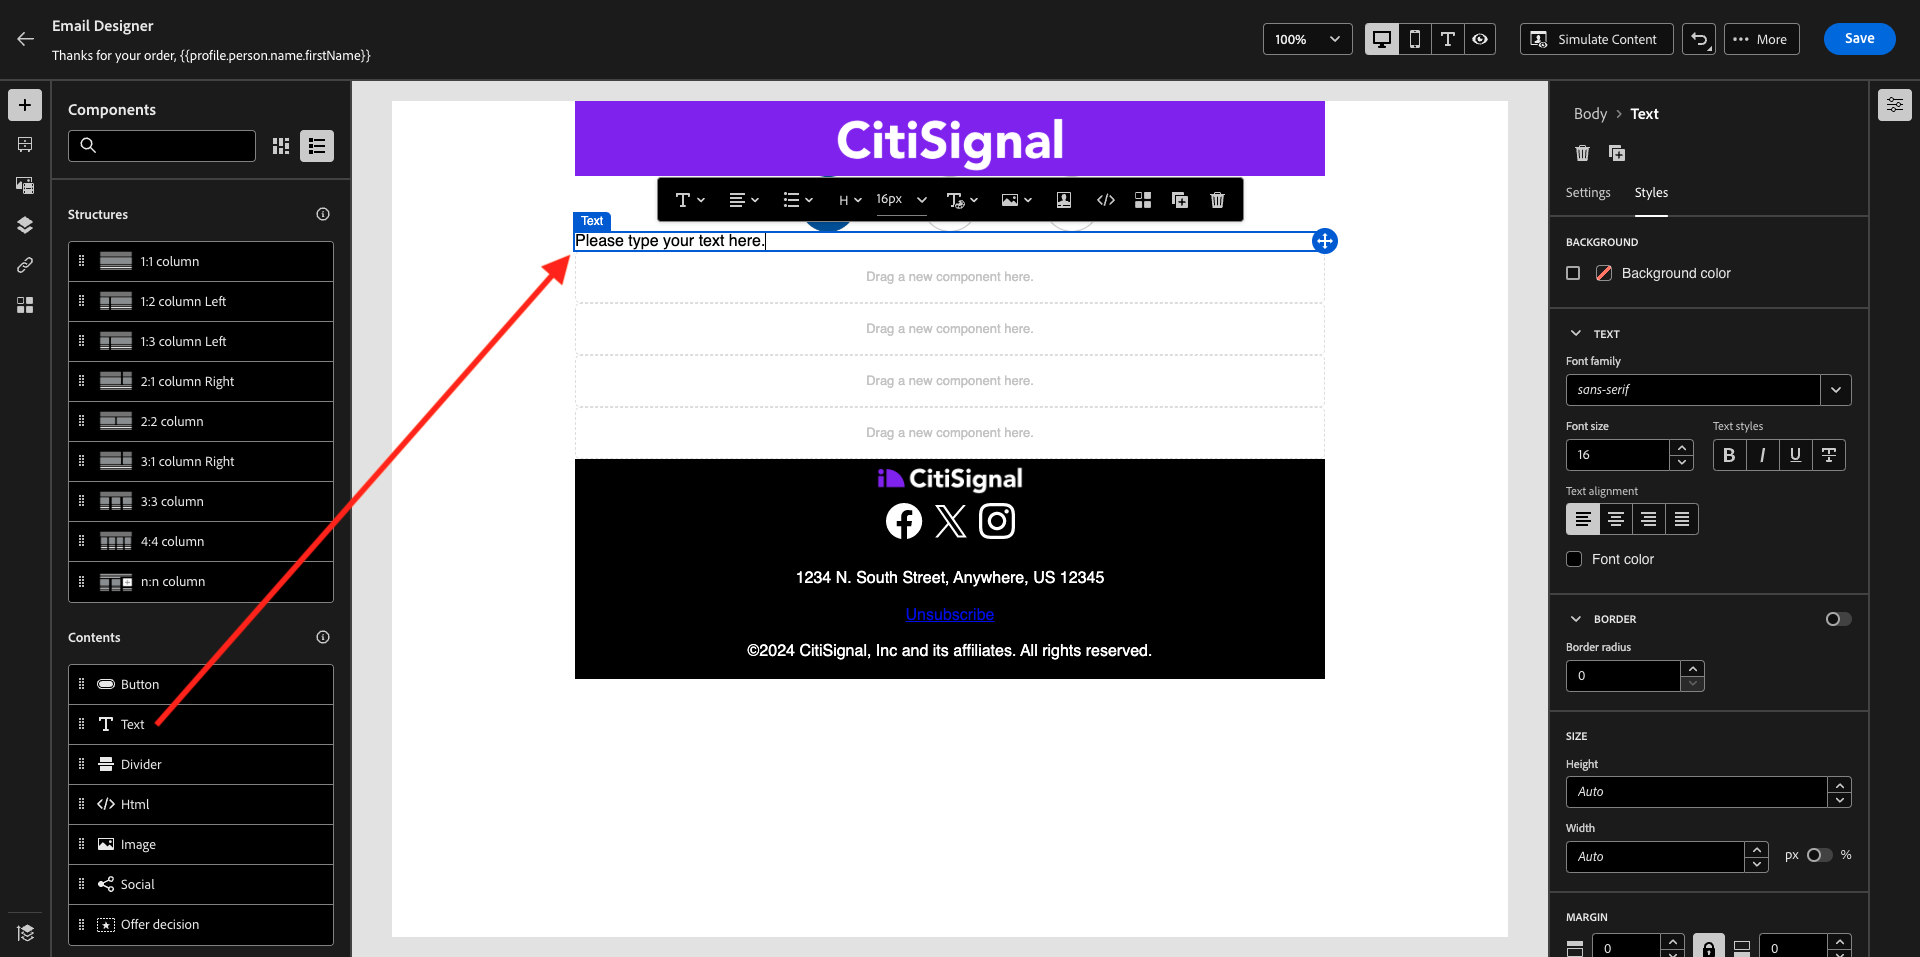 Email Designer
Thanks for your order, {{profile.person.name.firstName}}
100%
Simulate Content
More
Save
Components
Structures
1:1 column
1:2 column Left
1:3 column Left
2:1 column Right
2:2 column
3:1 column Right
3:3 column
4:4 column
n:n column
Contents
Button
Text
Divider
Html
Image
Social
Offer decision
CitiSignal
H
16px
Text
Please type your text here.
Drag a new component here.
Drag a new component here.
Drag a new component here.
Drag a new component here.
CitiSignal
1234 N. South Street, Anywhere, US 12345
Unsubscribe
©2024 CitiSignal, Inc and its affiliates. All rights reserved.
Body > Text
Settings
Styles
BACKGROUND
Background color
TEXT
Font family
sans-serif
Font size
Text styles
16
B I U T
Text alignment
Font color
BORDER
Border radius
0
SIZE
Height
Auto
Width
Auto
px %
MARGIN
0
0